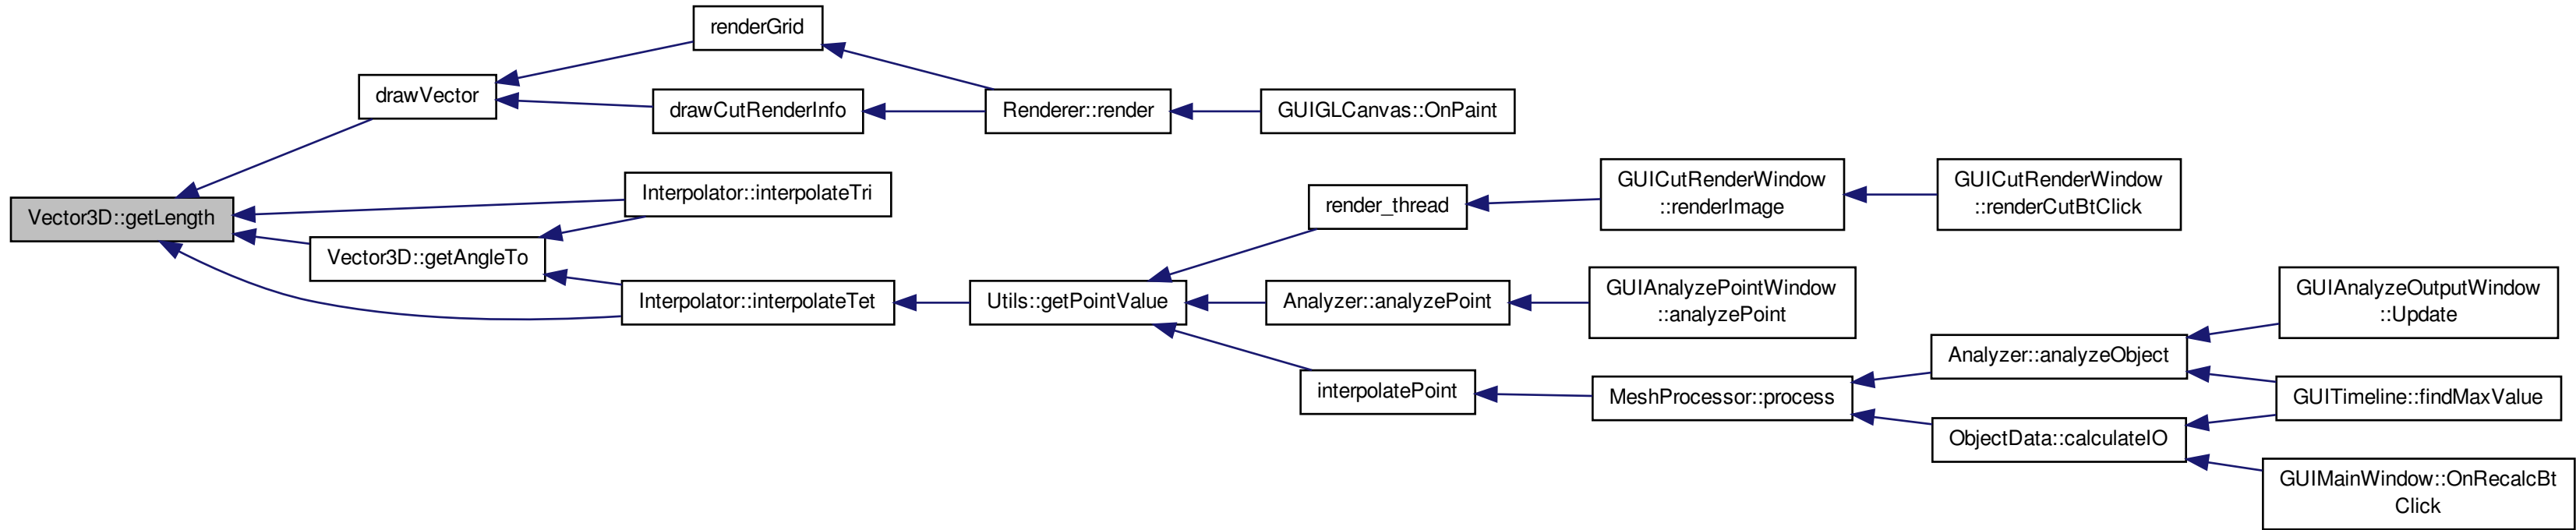 renderGrid
drawVector
drawCutRenderInfo
Renderer::render
GUIGLCanvas::OnPaint
Vector3D::getLength
Interpolator::interpolateTri
Vector3D::getAngleTo
Interpolator::interpolateTet
Utils::getPointValue
render_thread
GUICutRenderWindow
::renderImage
GUICutRenderWindow
::renderCutBtClick
Analyzer::analyzePoint
GUIAnalyzePointWindow
::analyzePoint
interpolatePoint
MeshProcessor::process
Analyzer::analyzeObject
GUIAnalyzeOutputWindow
::Update
GUITimeline::findMaxValue
ObjectData::calculateIO
GUIMainWindow::OnRecalcBt
Click